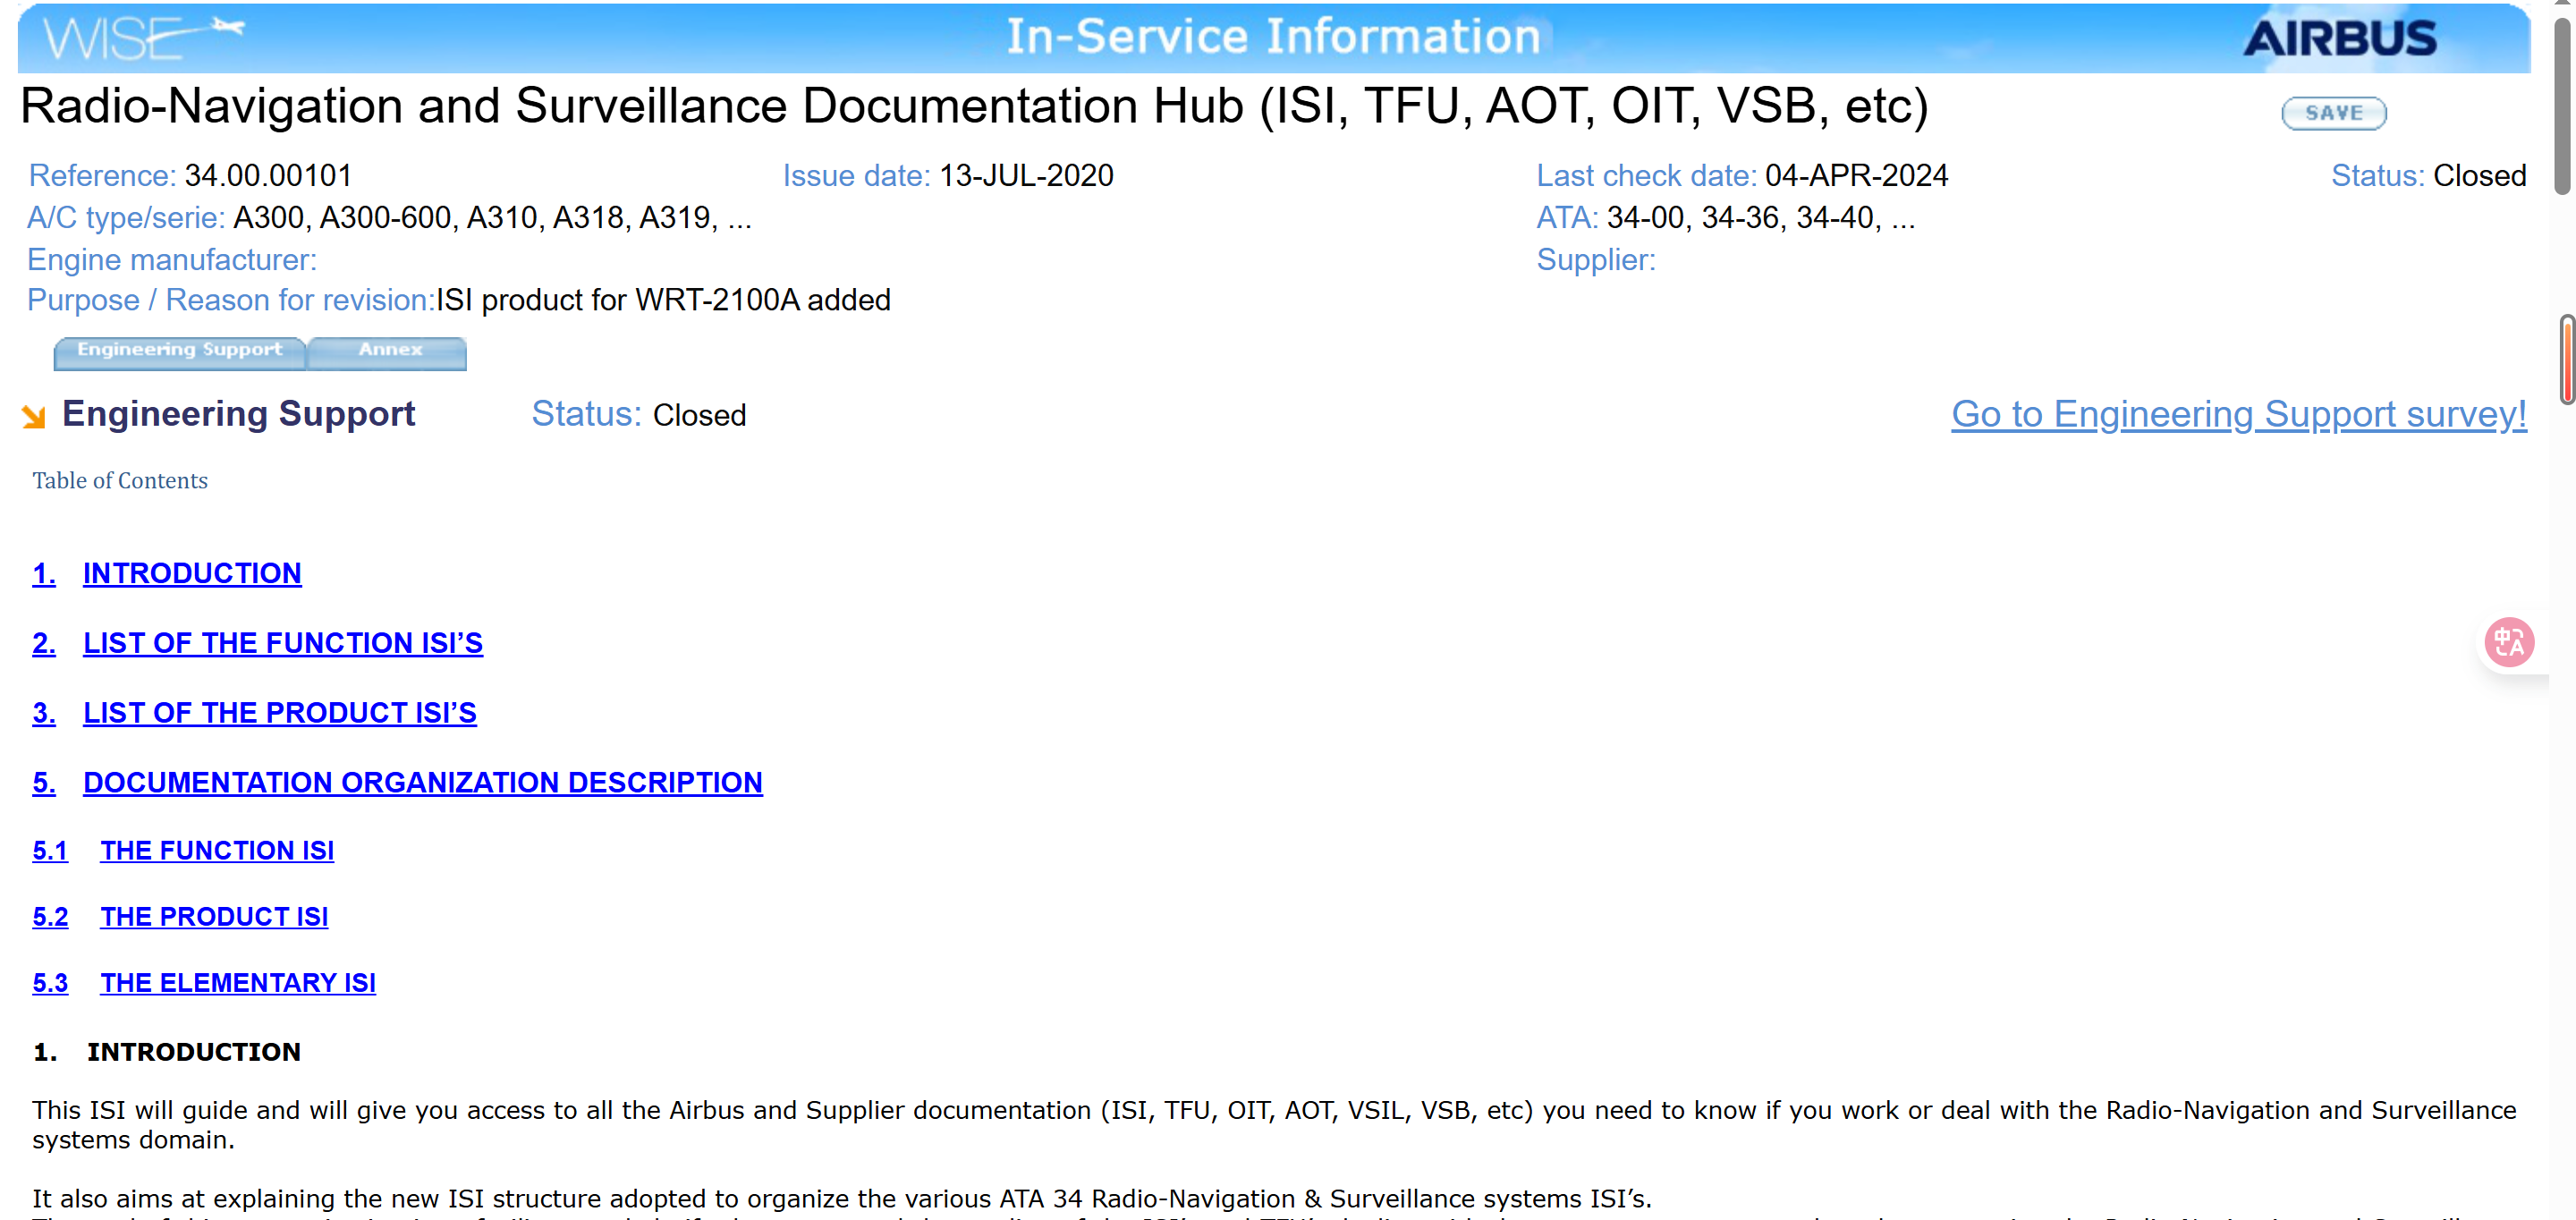 WISE
In-Service Information
AIRBUS
Radio-Navigation and Surveillance Documentation Hub (ISI, TFU, AOT, OIT, VSB, etc)
SAVE
Reference: 34.00.00101
Issue date: 13-JUL-2020
Last check date: 04-APR-2024
Status: Closed
A/C type/serie: A300, A300-600, A310, A318, A319, ...
ATA: 34-00, 34-36, 34-40, ...
Engine manufacturer:
Supplier:
Purpose / Reason for revision:ISI product for WRT-2100A added
Engineering Support
Annex
Engineering Support
Status: Closed
Go to Engineering Support survey!
Table of Contents
1. INTRODUCTION
2. LIST OF THE FUNCTION ISI’S
3. LIST OF THE PRODUCT ISI’S
5. DOCUMENTATION ORGANIZATION DESCRIPTION
5.1 THE FUNCTION ISI
5.2 THE PRODUCT ISI
5.3 THE ELEMENTARY ISI
1. INTRODUCTION
This ISI will guide and will give you access to all the Airbus and Supplier documentation (ISI, TFU, OIT, AOT, VSIL, VSB, etc) you need to know if you work or deal with the Radio-Navigation and Surveillance
systems domain.
It also aims at explaining the new ISI structure adopted to organize the various ATA 34 Radio-Navigation & Surveillance systems ISI’s.